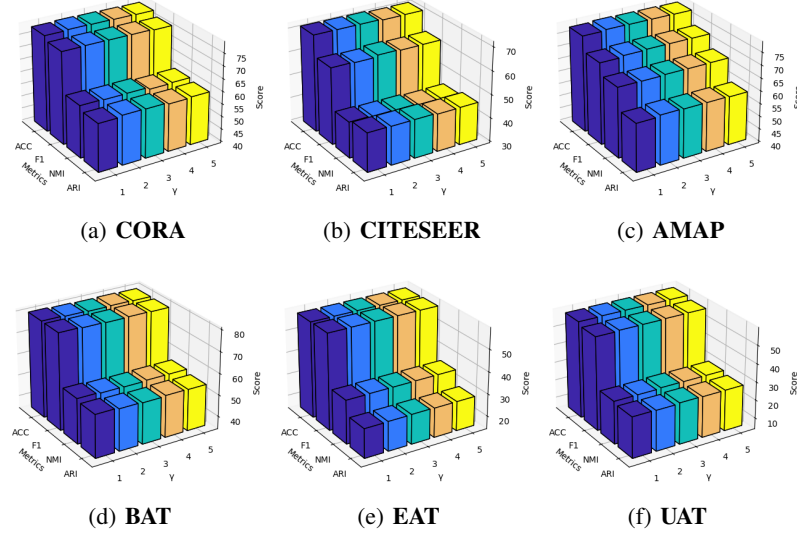 75
70
65
60
55
50
45
40
Score
ACC
F1
NMI
ARI
Metrics
1
2
3
4
5
γ
(a) CORA
70
60
50
40
30
Score
ACC
F1
NMI
ARI
Metrics
1
2
3
4
5
γ
(b) CITESEER
75
70
65
60
55
50
45
40
Score
ACC
F1
NMI
ARI
Metrics
1
2
3
4
5
γ
(c) AMAP
80
70
60
50
40
Score
ACC
F1
NMI
ARI
Metrics
1
2
3
4
5
γ
(d) BAT
50
40
30
20
Score
ACC
F1
NMI
ARI
Metrics
1
2
3
4
5
γ
(e) EAT
50
40
30
20
10
Score
ACC
F1
NMI
ARI
Metrics
1
2
3
4
5
γ
(f) UAT